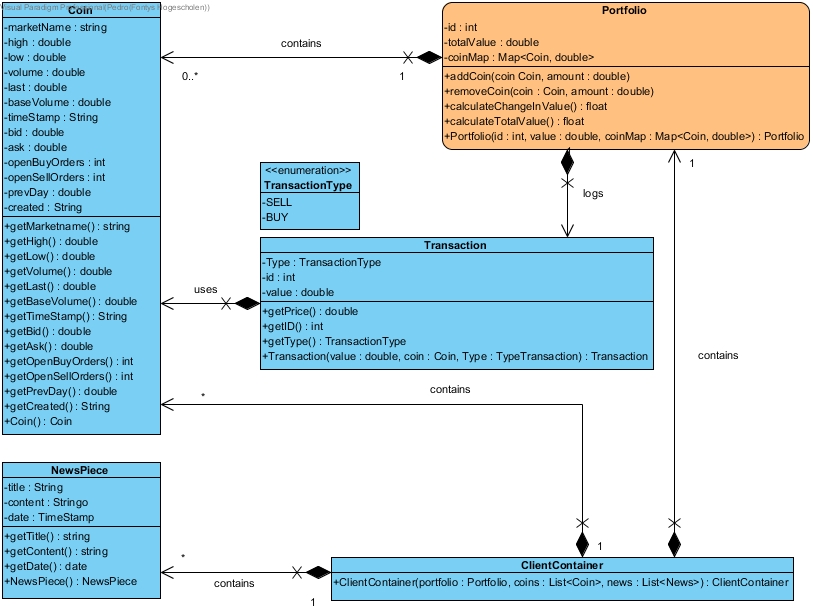 Visual Paradigm Professional(Pedro(Fontys Hogescholen))
Coin
-marketName : string
-high : double
-low : double
-volume : double
-last : double
-baseVolume : double
-timeStamp : String
-bid : double
-ask : double
-openBuyOrders : int
-openSellOrders : int
-prevDay : double
-created : String
+getMarketname() : string
+getHigh() : double
+getLow() : double
+getVolume() : double
+getLast() : double
+getBaseVolume() : double
+getTimeStamp() : String
+getBid() : double
+getAsk() : double
+getOpenBuyOrders() : int
+getOpenSellOrders() : int
+getPrevDay() : double
+getCreated() : String
+Coin() : Coin
contains
0..*
1
Portfolio
-id : int
-totalValue : double
-coinMap : Map<Coin, double>
+addCoin(coin Coin, amount : double)
+removeCoin(coin : Coin, amount : double)
+calculateChangeInValue() : float
+calculateTotalValue() : float
+Portfolio(id : int, value : double, coinMap : Map<Coin, double>) : Portfolio
<<enumeration>>
TransactionType
-SELL
-BUY
logs
1
Transaction
-Type : TransactionType
-id : int
-value : double
+getPrice() : double
+getID() : int
+getType() : TransactionType
+Transaction(value : double, coin : Coin, Type : TypeTransaction) : Transaction
uses
contains
contains
*
1
NewsPiece
-title : String
-content : Stringo
-date : TimeStamp
+getTitle() : string
+getContent() : string
+getDate() : date
+NewsPiece() : NewsPiece
*
contains
1
ClientContainer
+ClientContainer(portfolio : Portfolio, coins : List<Coin>, news : List<News>) : ClientContainer